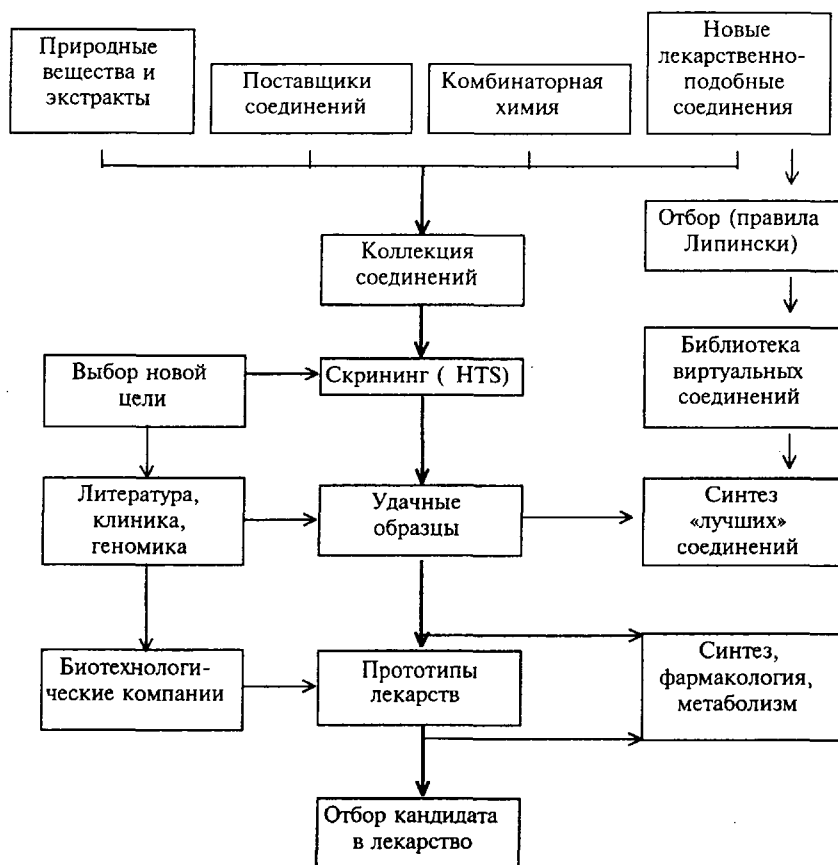 Природные
вещества и
экстракты
Поставщики
соединений
Комбинаторная
химия
Новые
лекарственно-
подобные
соединения
Коллекция
соединений
Отбор (правила
Липински)
Выбор новой
цели
Скрининг ( HTS)
Библиотека
виртуальных
соединений
Литература,
клиника,
геномика
Удачные
образцы
Синтез
«лучших»
соединений
Биотехнологи-
ческие компании
Прототипы
лекарств
Синтез,
фармакология,
метаболизм
Отбор кандидата
в лекарство